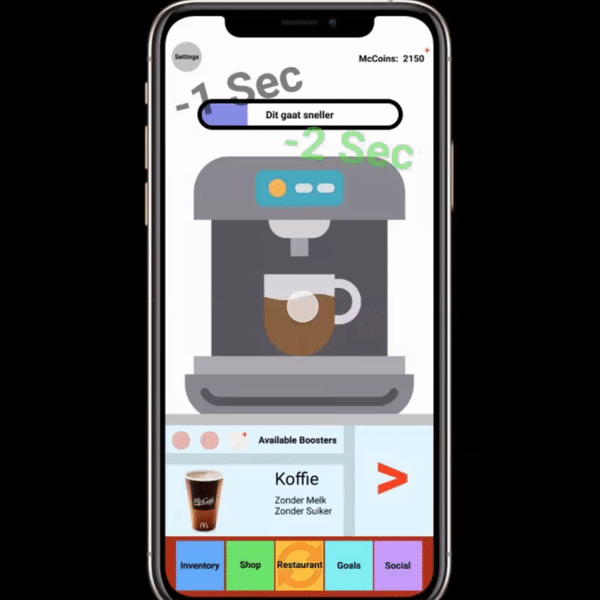 Settings
McCoins: 2150
-1 Sec
Dit gaat sneller
-2 Sec
Available Boosters
Koffie
McCafé
Zonder Melk
Zonder Suiker
>
Inventory
Shop
Restaurant
Goals
Social